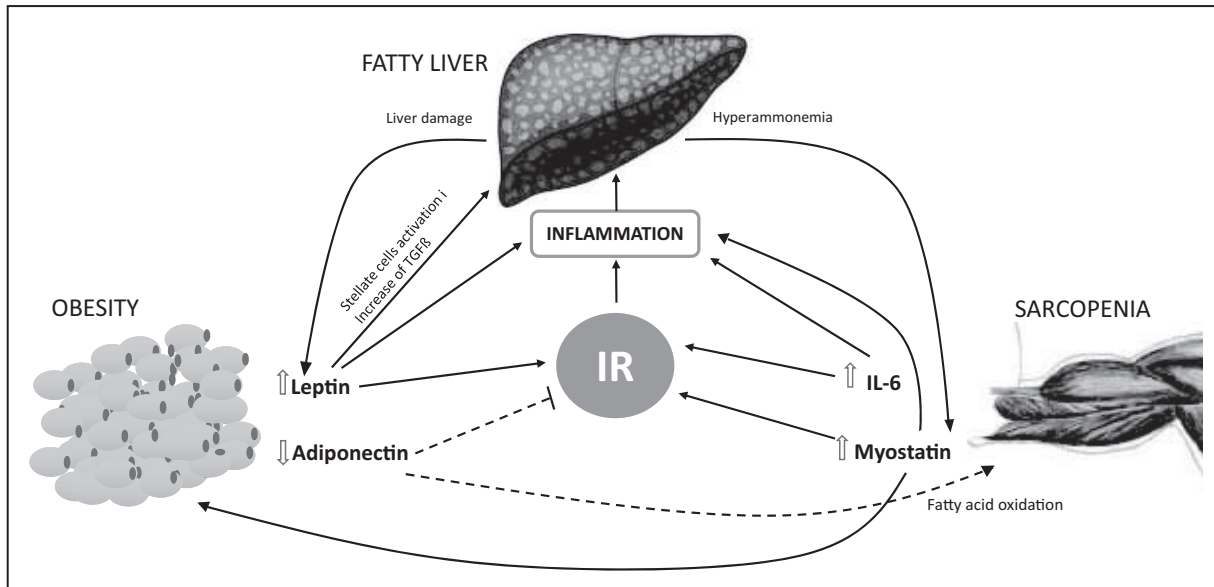 FATTY LIVER
Liver damage
Hyperammonemia
Stellate cells activation i
Increase of TGFß
INFLAMMATION
OBESITY
SARCOPENIA
IR
⇧Leptin
⇧ IL-6
⇩Adiponectin
⇧ Myostatin
Fatty acid oxidation